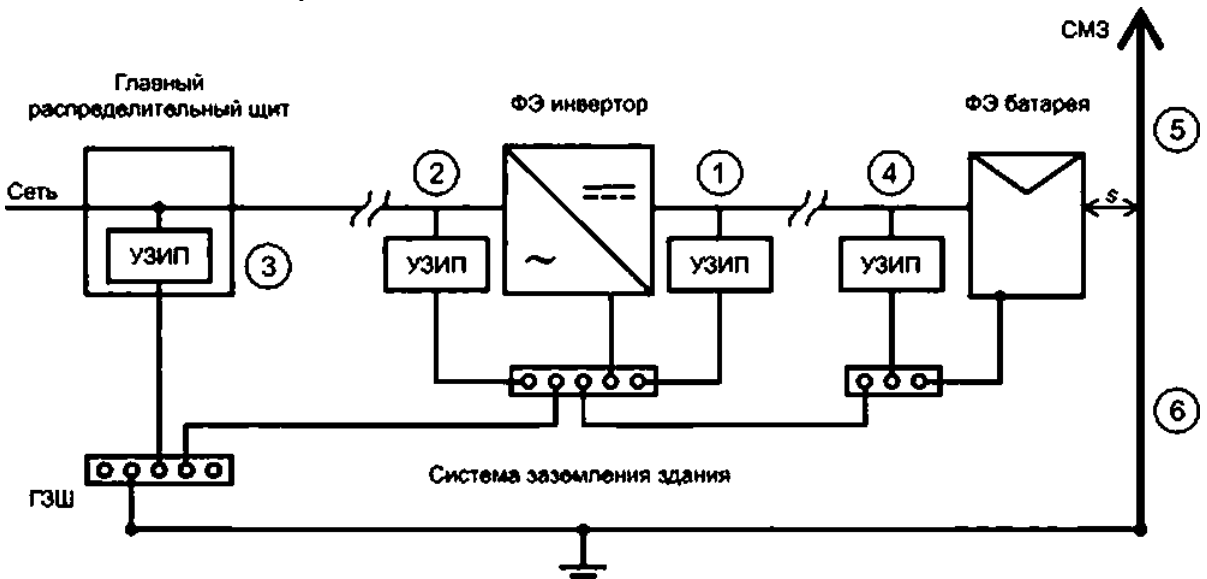 СМЗ
Главный
распределительный щит
ФЭ инвертор
ФЭ батарея
5
Сеть
2
1
4
s
УЗИП
3
УЗИП
УЗИП
УЗИП
~
6
ГЗШ
Система заземления здания